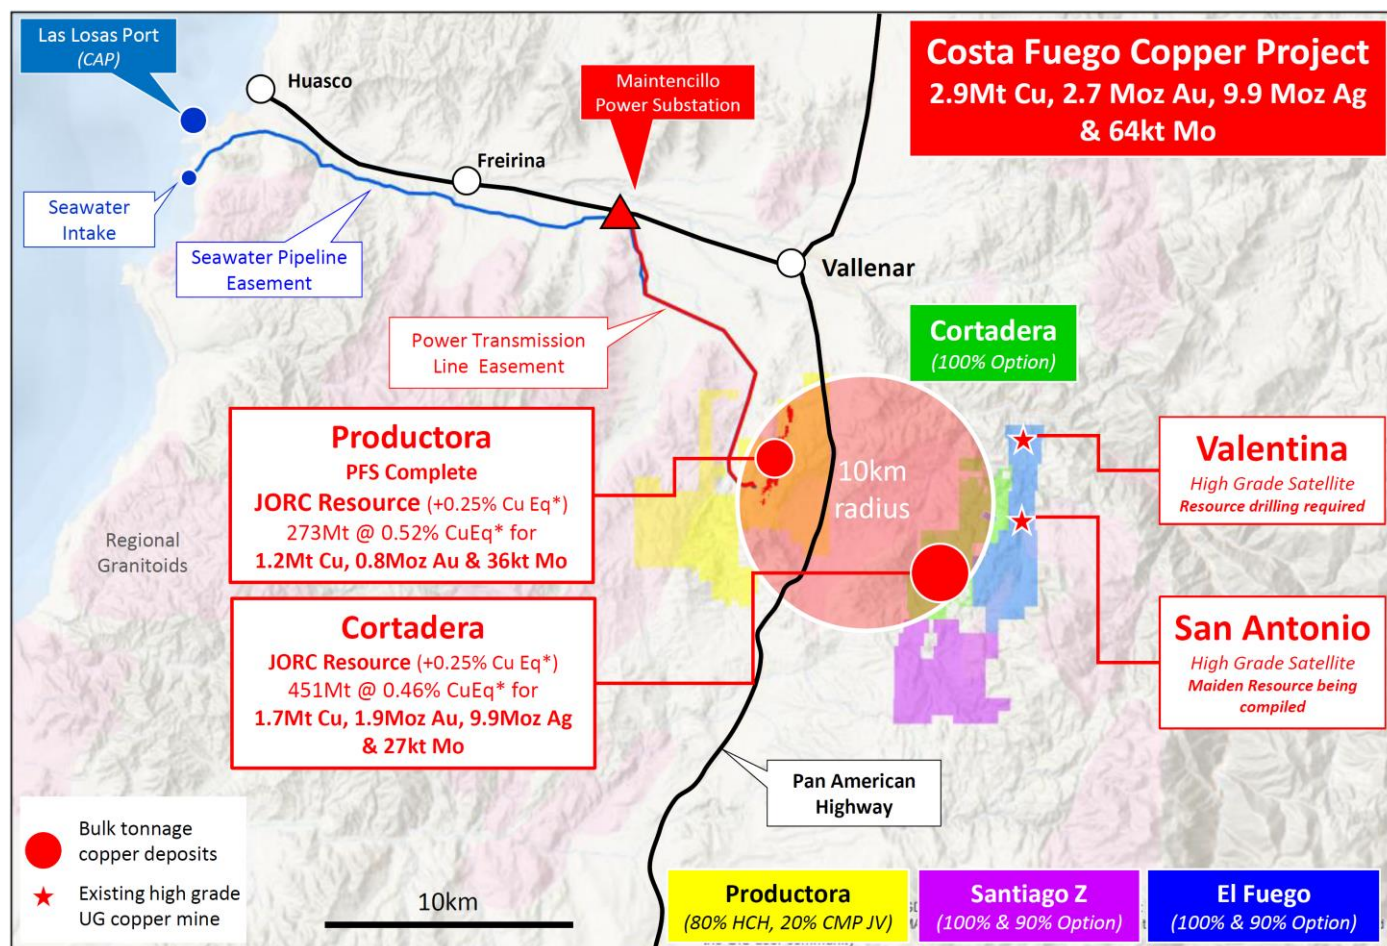 Las Losas Port
(CAP)
Huasco
Maintencillo
Power Substation
Costa Fuego Copper Project
2.9Mt Cu, 2.7 Moz Au, 9.9 Moz Ag
& 64kt Mo
Freirina
Seawater
Intake
Seawater Pipeline
Easement
Vallenar
Power Transmission
Line Easement
Cortadera
(100% Option)
Productora
PFS Complete
JORC Resource (+0.25% Cu Eq*)
273Mt @ 0.52% CuEq* for
1.2Mt Cu, 0.8Moz Au & 36kt Mo
10km
radius
Valentina
High Grade Satellite
Resource drilling required
Regional
Granitoids
Cortadera
JORC Resource (+0.25% Cu Eq*)
451Mt @ 0.46% CuEq* for
1.7Mt Cu, 1.9Moz Au, 9.9Moz Ag
& 27kt Mo
San Antonio
High Grade Satellite
Maiden Resource being
compiled
Pan American
Highway
Bulk tonnage
copper deposits
Existing high grade
UG copper mine
10km
Productora
(80% HCH, 20% CMP JV)
Santiago Z
(100% & 90% Option)
El Fuego
(100% & 90% Option)